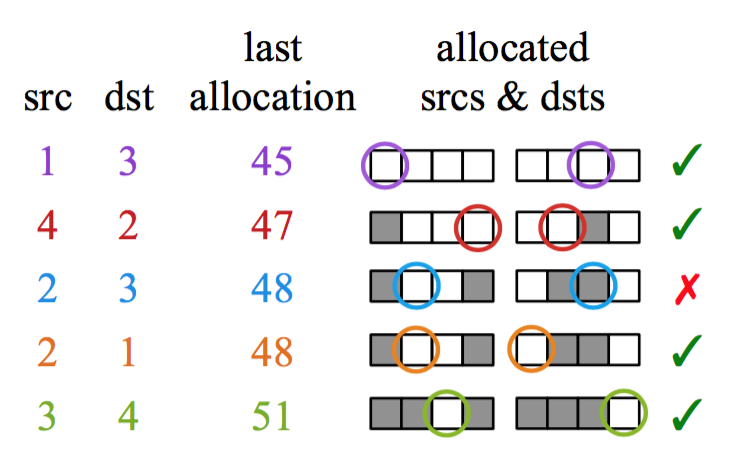 last allocated
src dst allocation srcs & dsts
1 3 45 ✓
4 2 47 ✓
2 3 48 ✗
2 1 48 ✓
3 4 51 ✓